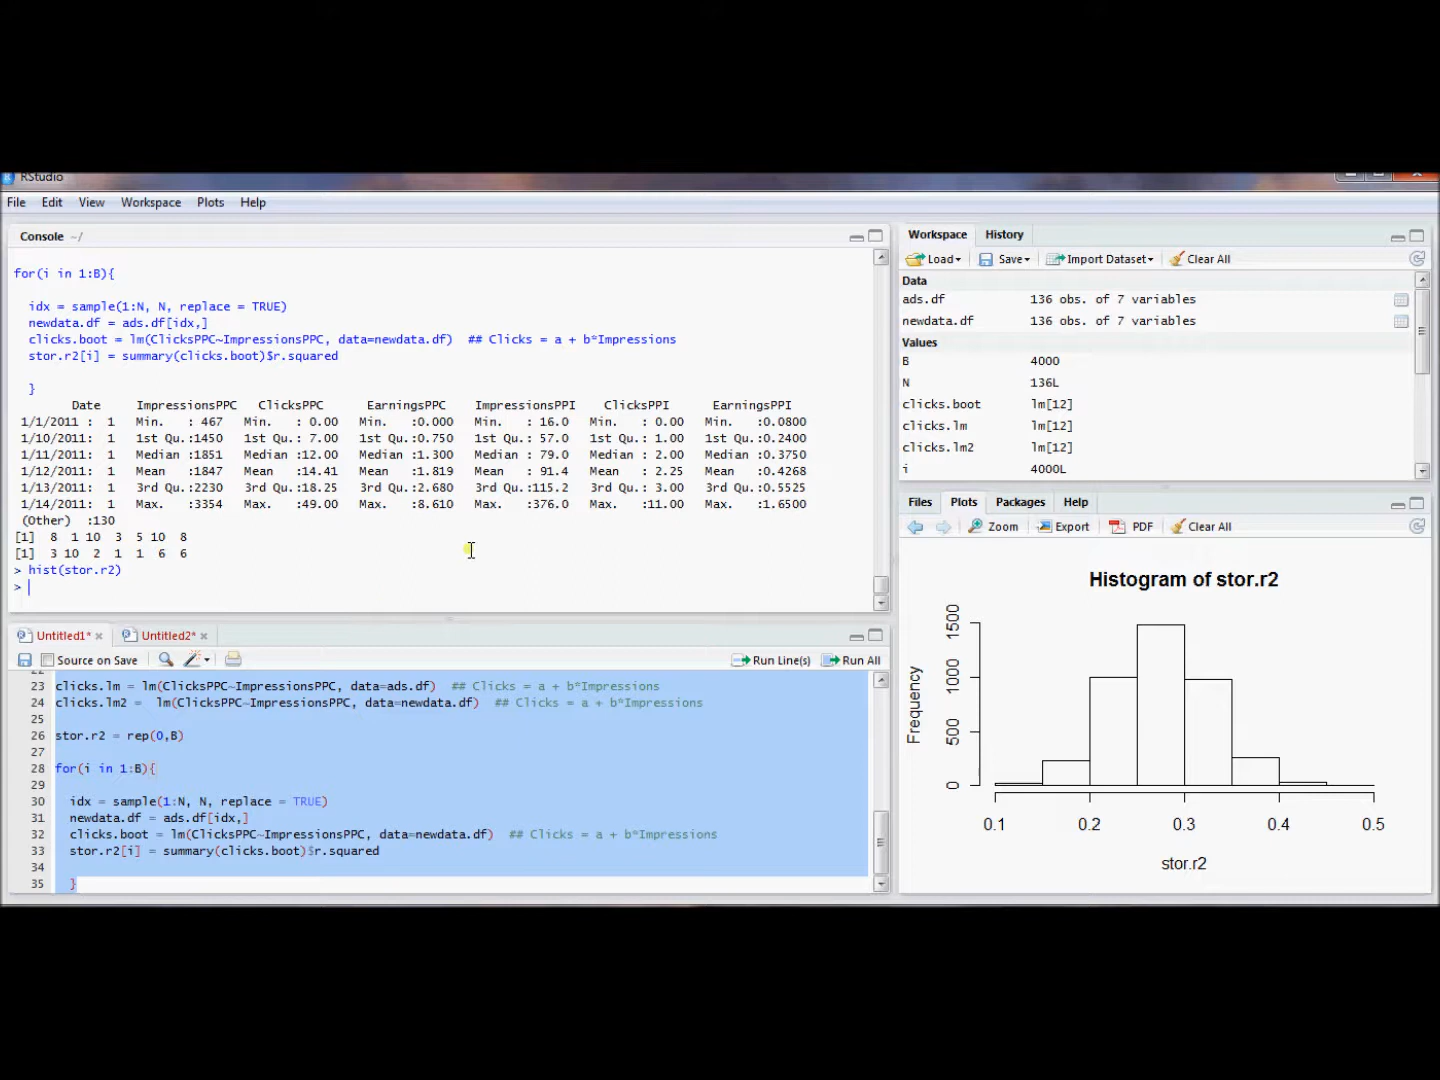 RStudio
File Edit View Workspace Plots Help
Console ~/
for(i in 1:B){
idx = sample(1:N, N, replace = TRUE)
newdata.df = ads.df[idx,]
clicks.boot = lm(ClicksPPC~ImpressionsPPC, data=newdata.df) ## Clicks = a + b*Impressions
stor.r2[i] = summary(clicks.boot)$r.squared
}
Date ImpressionsPPC ClicksPPC EarningsPPC ImpressionsPPI ClicksPPI EarningsPPI
1/1/2011 : 1 Min. : 467 Min. : 0.00 Min. :0.000 Min. : 16.0 Min. : 0.00 Min. :0.0800
1/10/2011: 1 1st Qu.:1450 1st Qu.: 7.00 1st Qu.:0.750 1st Qu.: 57.0 1st Qu.: 1.00 1st Qu.:0.2400
1/11/2011: 1 Median :1851 Median :12.00 Median :1.300 Median : 79.0 Median : 2.00 Median :0.3750
1/12/2011: 1 Mean :1847 Mean :14.41 Mean :1.819 Mean : 91.4 Mean : 2.25 Mean :0.4268
1/13/2011: 1 3rd Qu.:2230 3rd Qu.:18.25 3rd Qu.:2.680 3rd Qu.:115.2 3rd Qu.: 3.00 3rd Qu.:0.5525
1/14/2011: 1 Max. :3354 Max. :49.00 Max. :8.610 Max. :376.0 Max. :11.00 Max. :1.6500
(Other) :130
[1] 8 1 10 3 5 10 8
[1] 3 10 2 1 1 6 6
> hist(stor.r2)
>
Untitled1* Untitled2*
Source on Save Run Line(s) Run All
23 clicks.lm = lm(ClicksPPC~ImpressionsPPC, data=ads.df) ## Clicks = a + b*Impressions
24 clicks.lm2 = lm(ClicksPPC~ImpressionsPPC, data=newdata.df) ## Clicks = a + b*Impressions
25
26 stor.r2 = rep(0,B)
27
28 for(i in 1:B){
29
30 idx = sample(1:N, N, replace = TRUE)
31 newdata.df = ads.df[idx,]
32 clicks.boot = lm(ClicksPPC~ImpressionsPPC, data=newdata.df) ## Clicks = a + b*Impressions
33 stor.r2[i] = summary(clicks.boot)$r.squared
34
35 }
Workspace History
Load Save Import Dataset Clear All
Data
ads.df 136 obs. of 7 variables
newdata.df 136 obs. of 7 variables
Values
B 4000
N 136L
clicks.boot lm[12]
clicks.lm lm[12]
clicks.lm2 lm[12]
i 4000L
Files Plots Packages Help
Zoom Export PDF Clear All
Histogram of stor.r2
Frequency
1500
1000
500
0
0.1 0.2 0.3 0.4 0.5
stor.r2